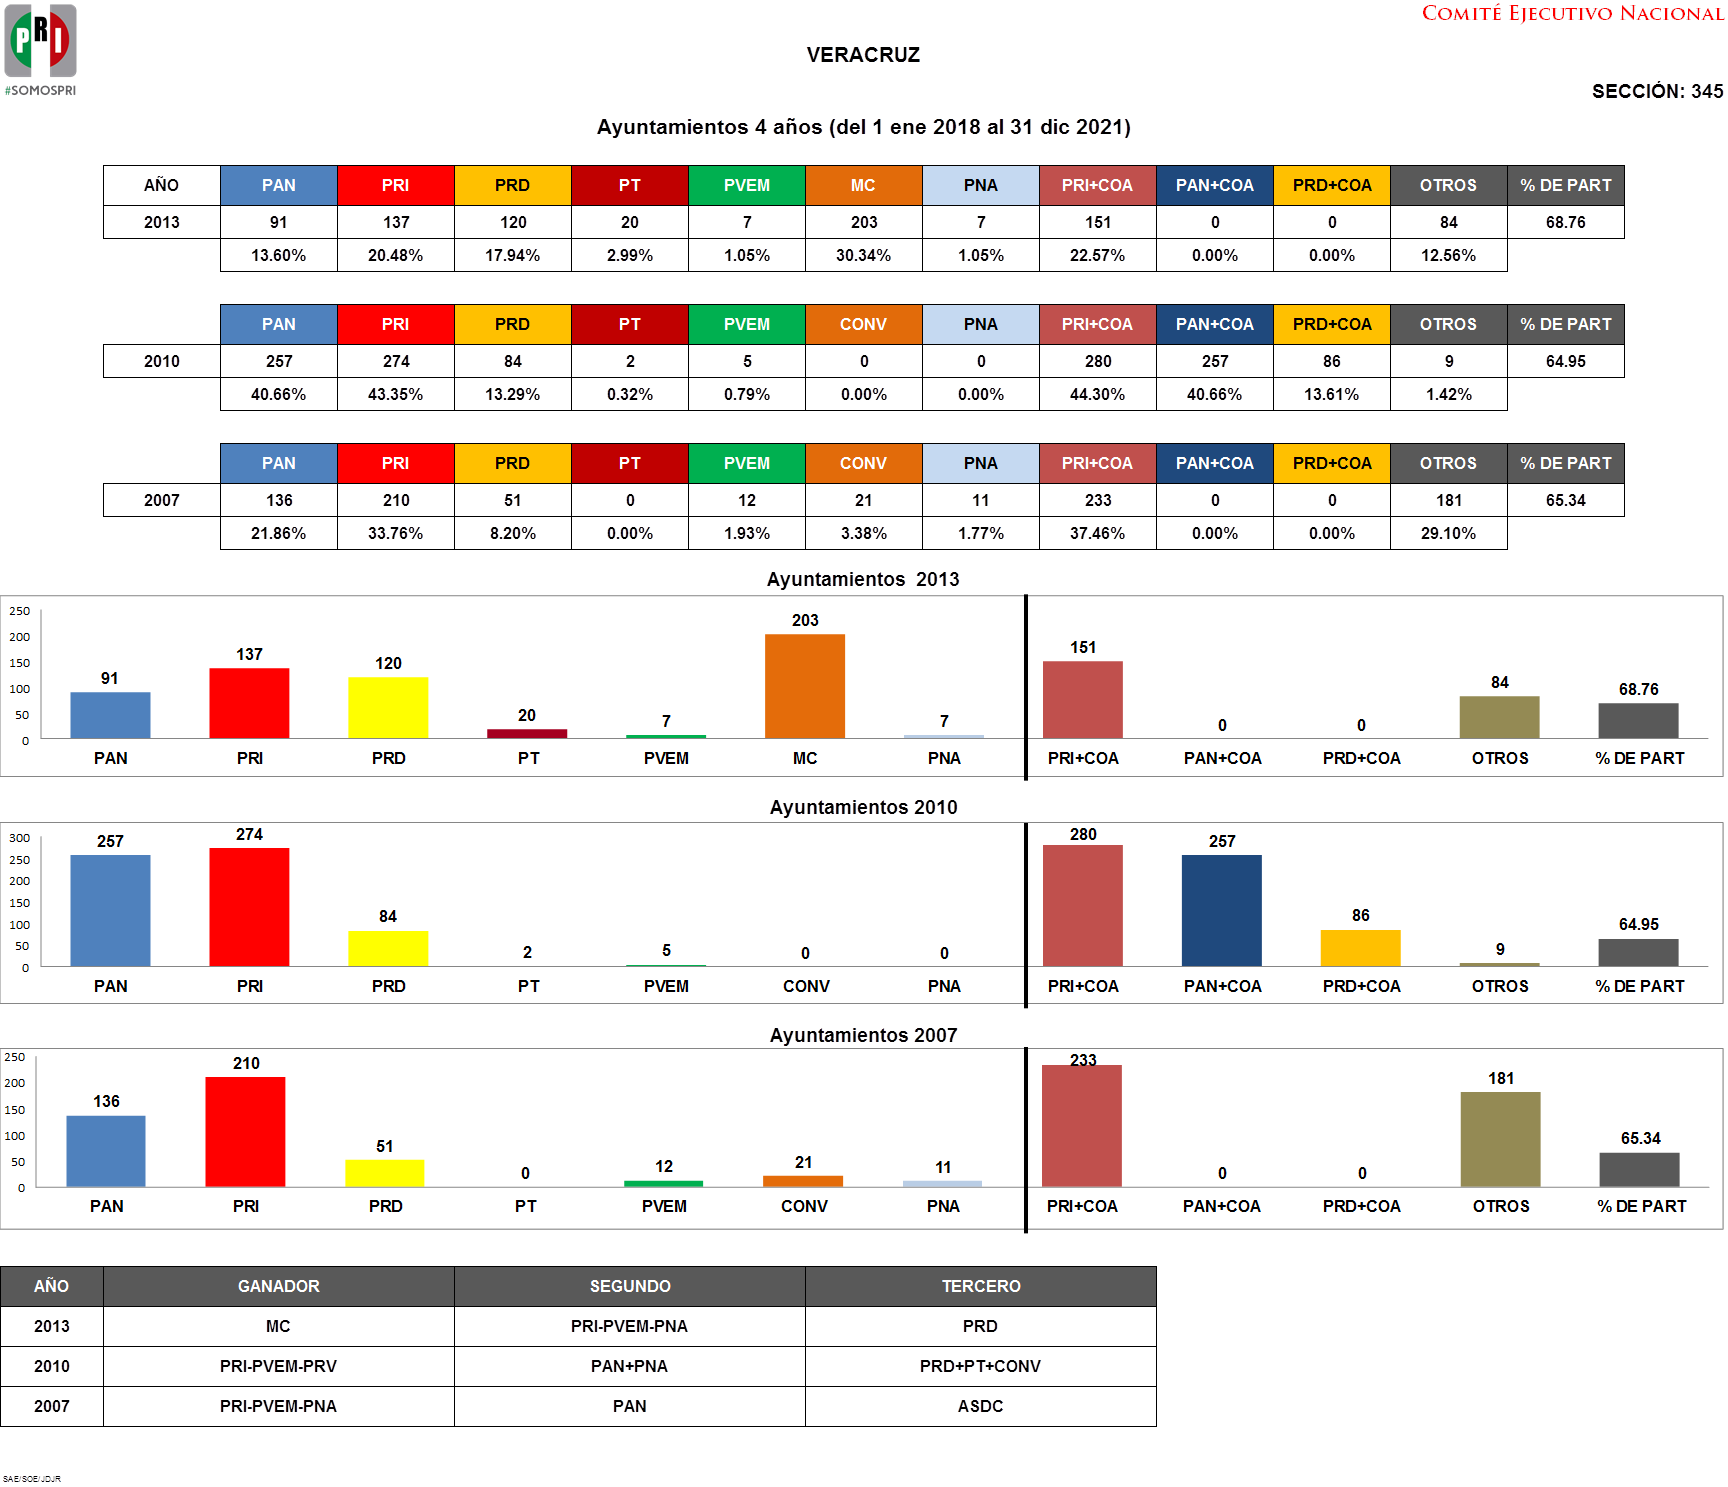 COMITÉ EJECUTIVO NACIONAL
PRI
#SOMOSPRI
VERACRUZ
SECCIÓN: 345
Ayuntamientos 4 años (del 1 ene 2018 al 31 dic 2021)
AÑO PAN PRI PRD PT PVEM MC PNA PRI+COA PAN+COA PRD+COA OTROS % DE PART
2013 91 137 120 20 7 203 7 151 0 0 84 68.76
13.60% 20.48% 17.94% 2.99% 1.05% 30.34% 1.05% 22.57% 0.00% 0.00% 12.56%
PAN PRI PRD PT PVEM CONV PNA PRI+COA PAN+COA PRD+COA OTROS % DE PART
2010 257 274 84 2 5 0 0 280 257 86 9 64.95
40.66% 43.35% 13.29% 0.32% 0.79% 0.00% 0.00% 44.30% 40.66% 13.61% 1.42%
PAN PRI PRD PT PVEM CONV PNA PRI+COA PAN+COA PRD+COA OTROS % DE PART
2007 136 210 51 0 12 21 11 233 0 0 181 65.34
21.86% 33.76% 8.20% 0.00% 1.93% 3.38% 1.77% 37.46% 0.00% 0.00% 29.10%
Ayuntamientos 2013
250
200
150
100
50
0
91 137 120 20 7 203 7 151 0 0 84 68.76
PAN PRI PRD PT PVEM MC PNA PRI+COA PAN+COA PRD+COA OTROS % DE PART
Ayuntamientos 2010
300
250
200
150
100
50
0
257 274 84 2 5 0 0 280 257 86 9 64.95
PAN PRI PRD PT PVEM CONV PNA PRI+COA PAN+COA PRD+COA OTROS % DE PART
Ayuntamientos 2007
250
200
150
100
50
0
136 210 51 0 12 21 11 233 0 0 181 65.34
PAN PRI PRD PT PVEM CONV PNA PRI+COA PAN+COA PRD+COA OTROS % DE PART
AÑO GANADOR SEGUNDO TERCERO
2013 MC PRI-PVEM-PNA PRD
2010 PRI-PVEM-PRV PAN+PNA PRD+PT+CONV
2007 PRI-PVEM-PNA PAN ASDC
SAE/SOE/JDJR